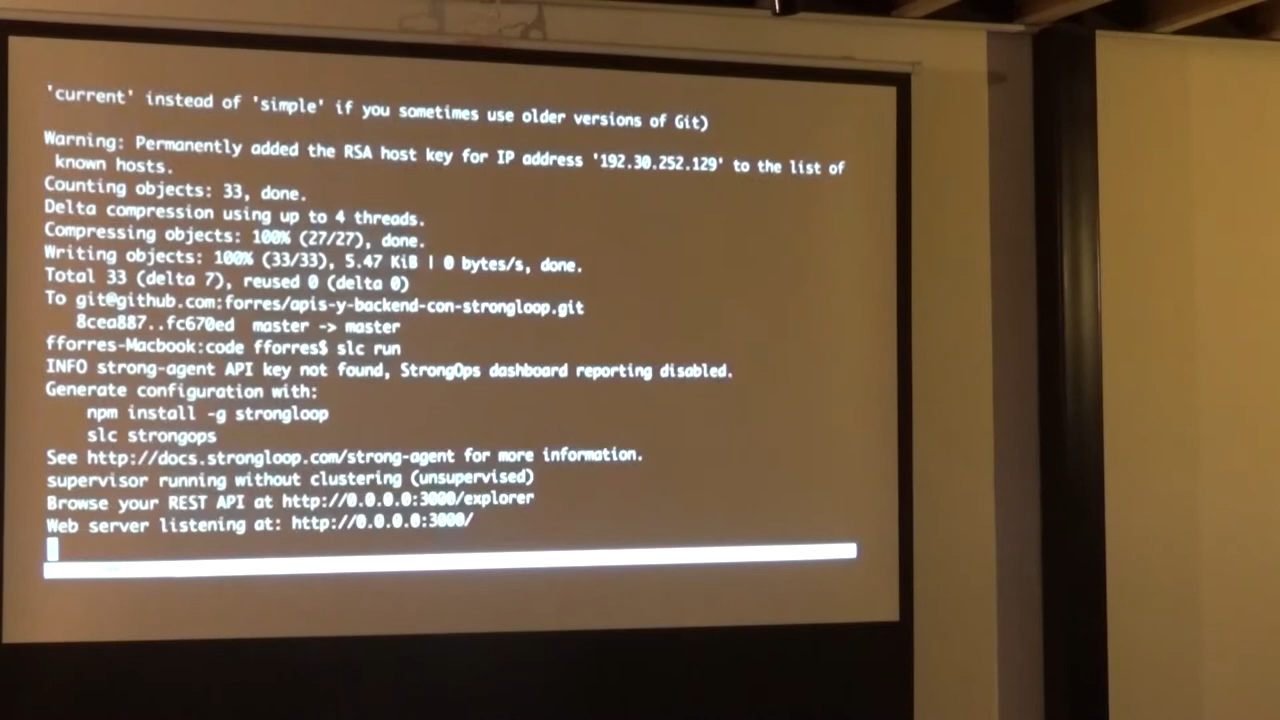 'current' instead of 'simple' if you sometimes use older versions of Git)
Warning: Permanently added the RSA host key for IP address '192.30.252.129' to the list of
known hosts.
Counting objects: 33, done.
Delta compression using up to 4 threads.
Compressing objects: 100% (27/27), done.
Writing objects: 100% (33/33), 5.47 KiB | 0 bytes/s, done.
Total 33 (delta 7), reused 0 (delta 0)
To git@github.com:forres/apis-y-backend-con-strongloop.git
8cea887..fc670ed master -> master
fforres-Macbook:code fforres$ slc run
INFO strong-agent API key not found, StrongOps dashboard reporting disabled.
Generate configuration with:
npm install -g strongloop
slc strongops
See http://docs.strongloop.com/strong-agent for more information.
supervisor running without clustering (unsupervised)
Browse your REST API at http://0.0.0.0:3000/explorer
Web server listening at: http://0.0.0.0:3000/